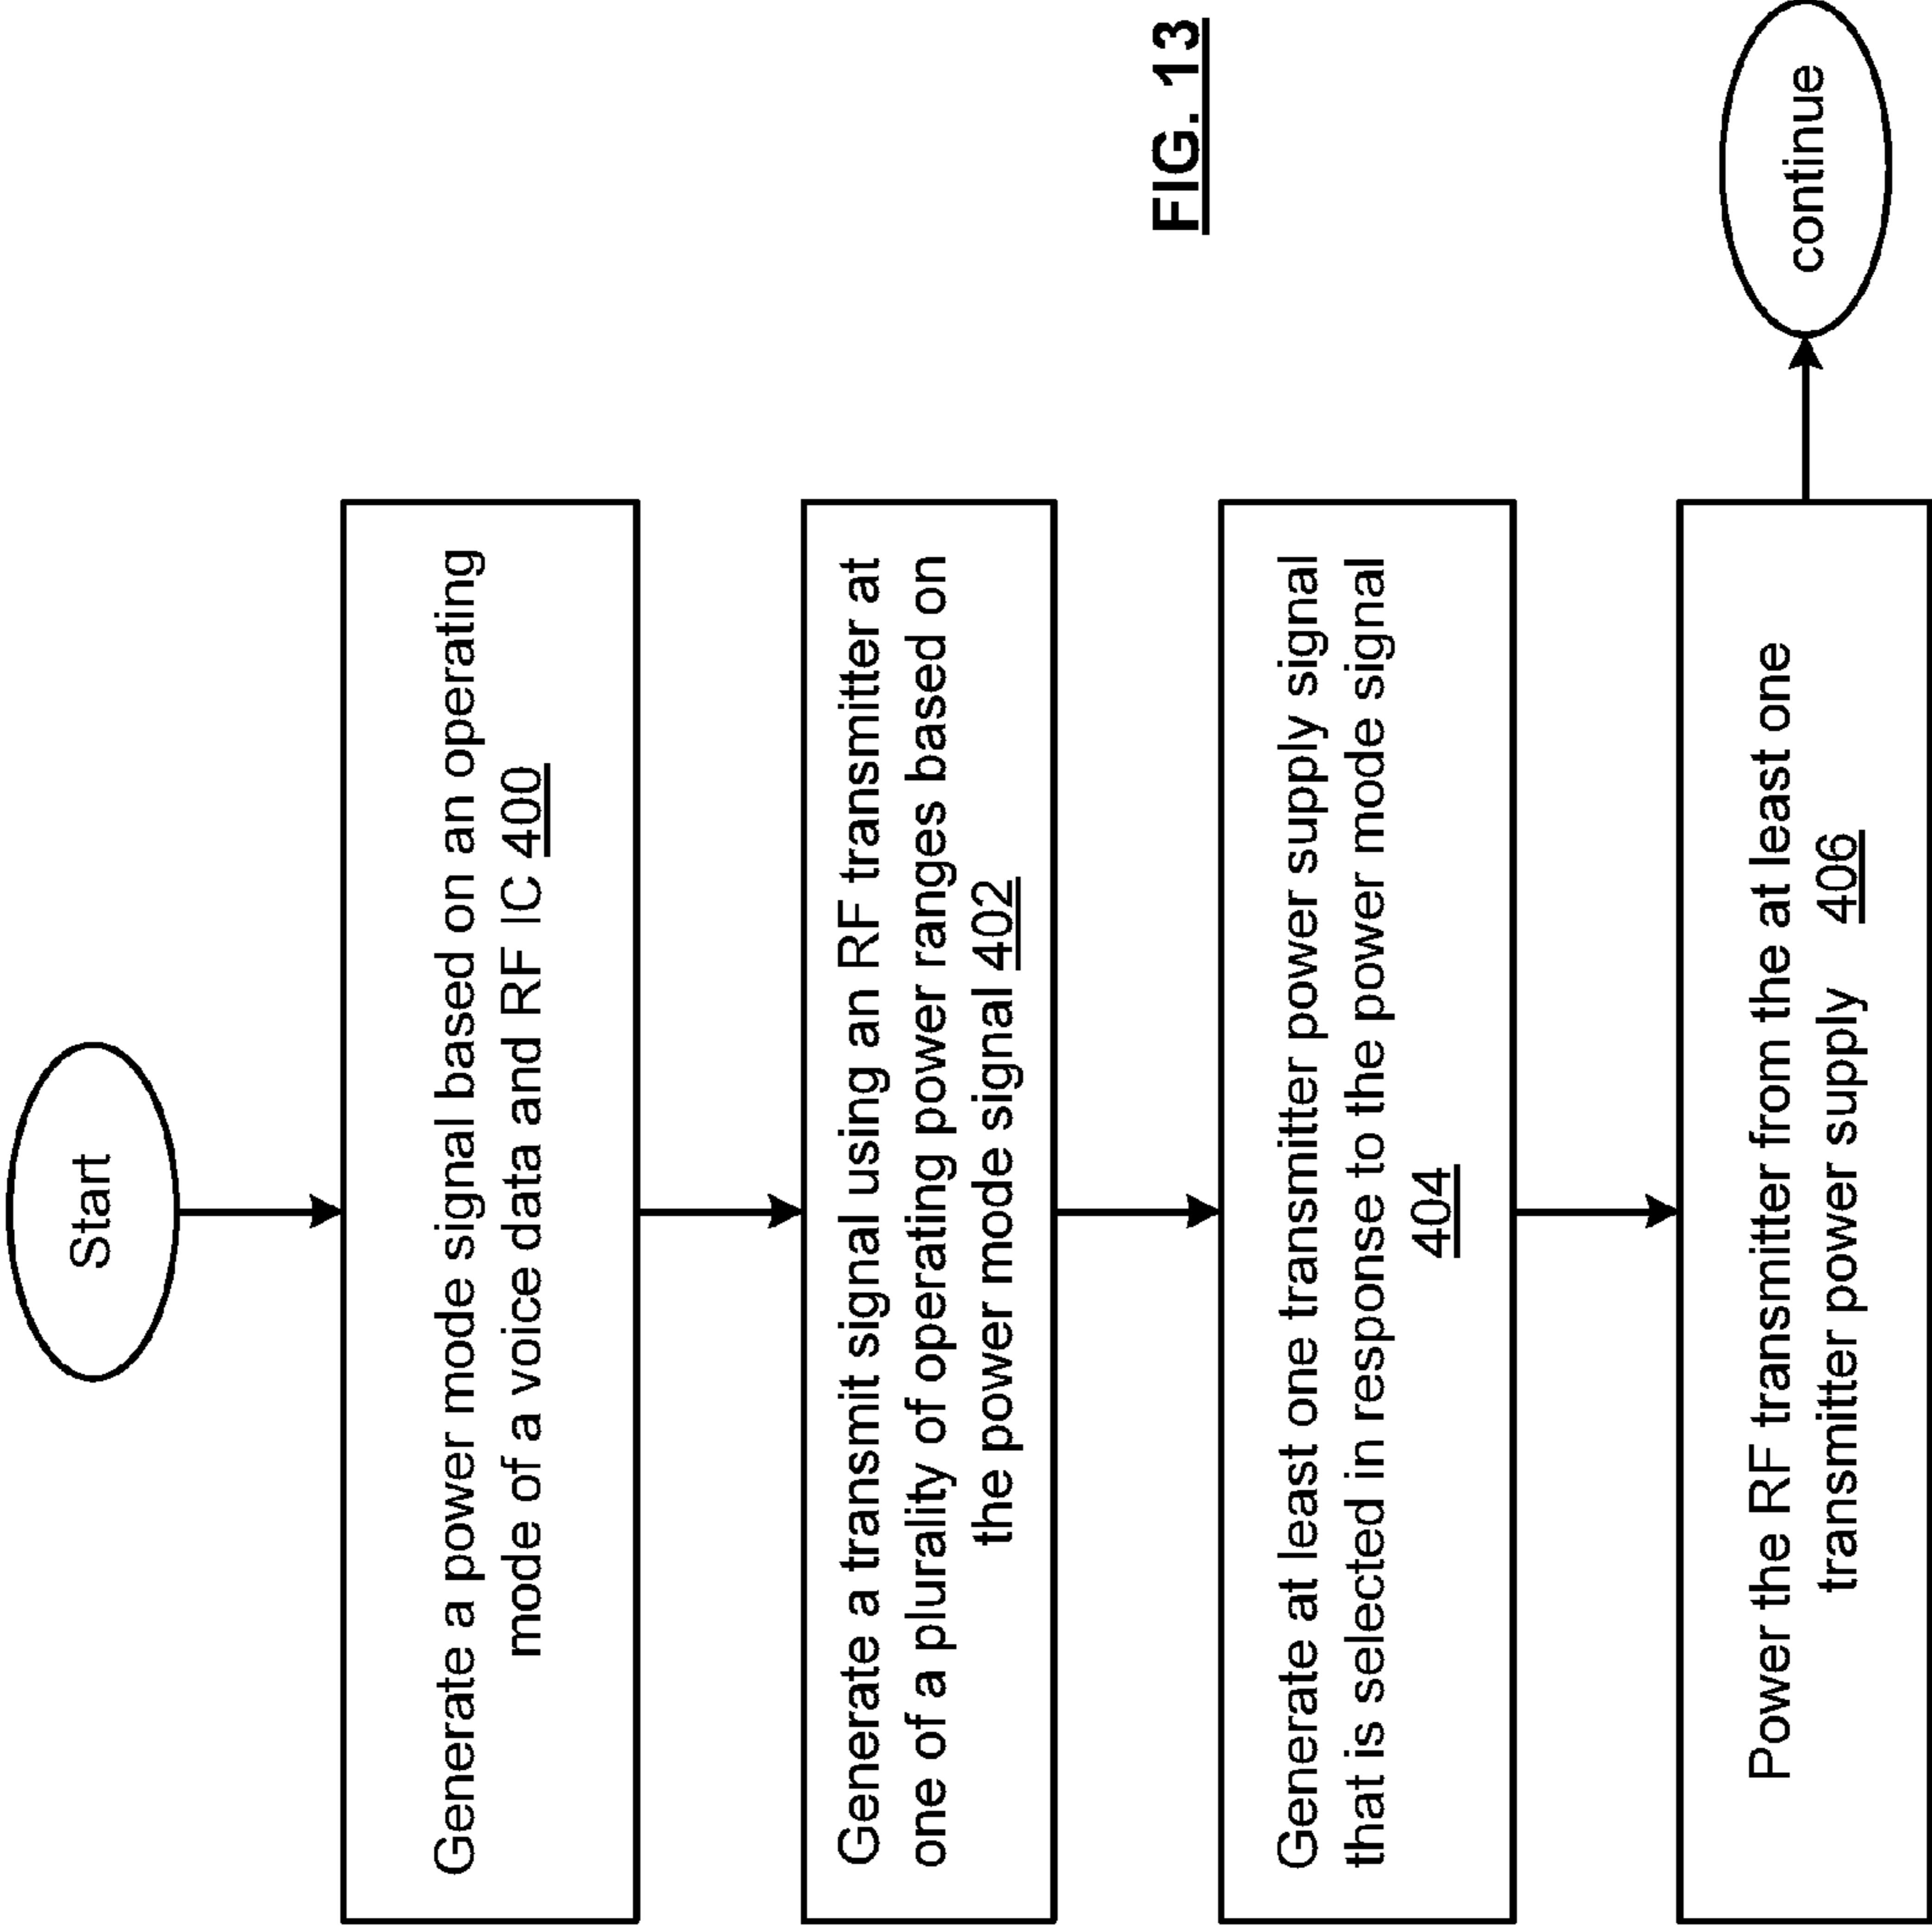 Start
Generate a power mode signal based on an operating
mode of a voice data and RF IC 400
Generate a transmit signal using an RF transmitter at
one of a plurality of operating power ranges based on
the power mode signal 402
Generate at least one transmitter power supply signal
that is selected in response to the power mode signal
404
Power the RF transmitter from the at least one
transmitter power supply 406
continue
FIG. 13